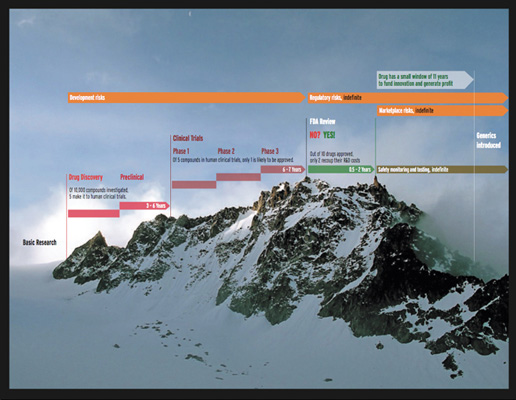 Drug has a small window of 11 years
to fund innovation and generate profit
Development risks
Regulatory risks, indefinite
Marketplace risks, indefinite
FDA Review
NO? YES!
Generics
introduced
Clinical Trials
Phase 1
Phase 2
Phase 3
Of 5 compounds in human clinical trials, only 1 is likely to be approved.
Out of 10 drugs approved,
only 2 recoup their R&D costs
6 - 7 Years
0.5 - 2 Years
Safety monitoring and testing, indefinite
Drug Discovery
Preclinical
Of 10,000 compounds investigated,
5 make it to human clinical trials.
3 - 6 Years
Basic Research